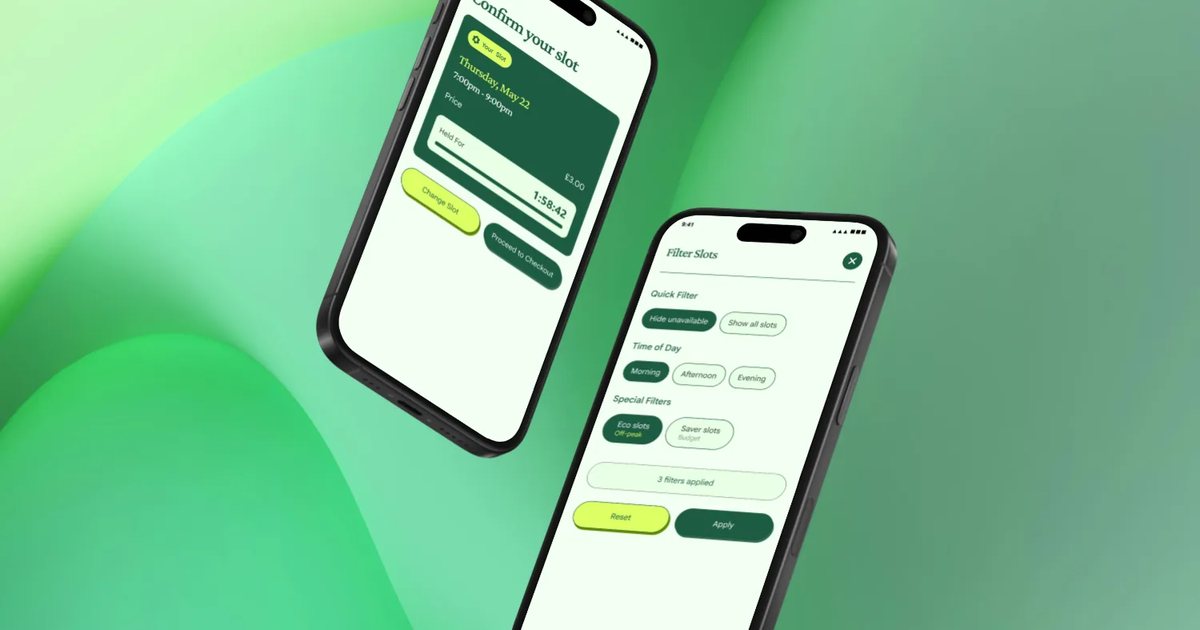 Confirm your slot
Your Slot
Thursday, May 22
7:00pm - 9:00pm
Price
£3.00
Held For
1:58:42
Change Slot
Proceed to Checkout
9:41
Filter Slots
Quick Filter
Hide unavailable
Show all slots
Time of Day
Morning
Afternoon
Evening
Special Filters
Eco slots
Off-peak
Saver slots
Budget
3 filters applied
Reset
Apply